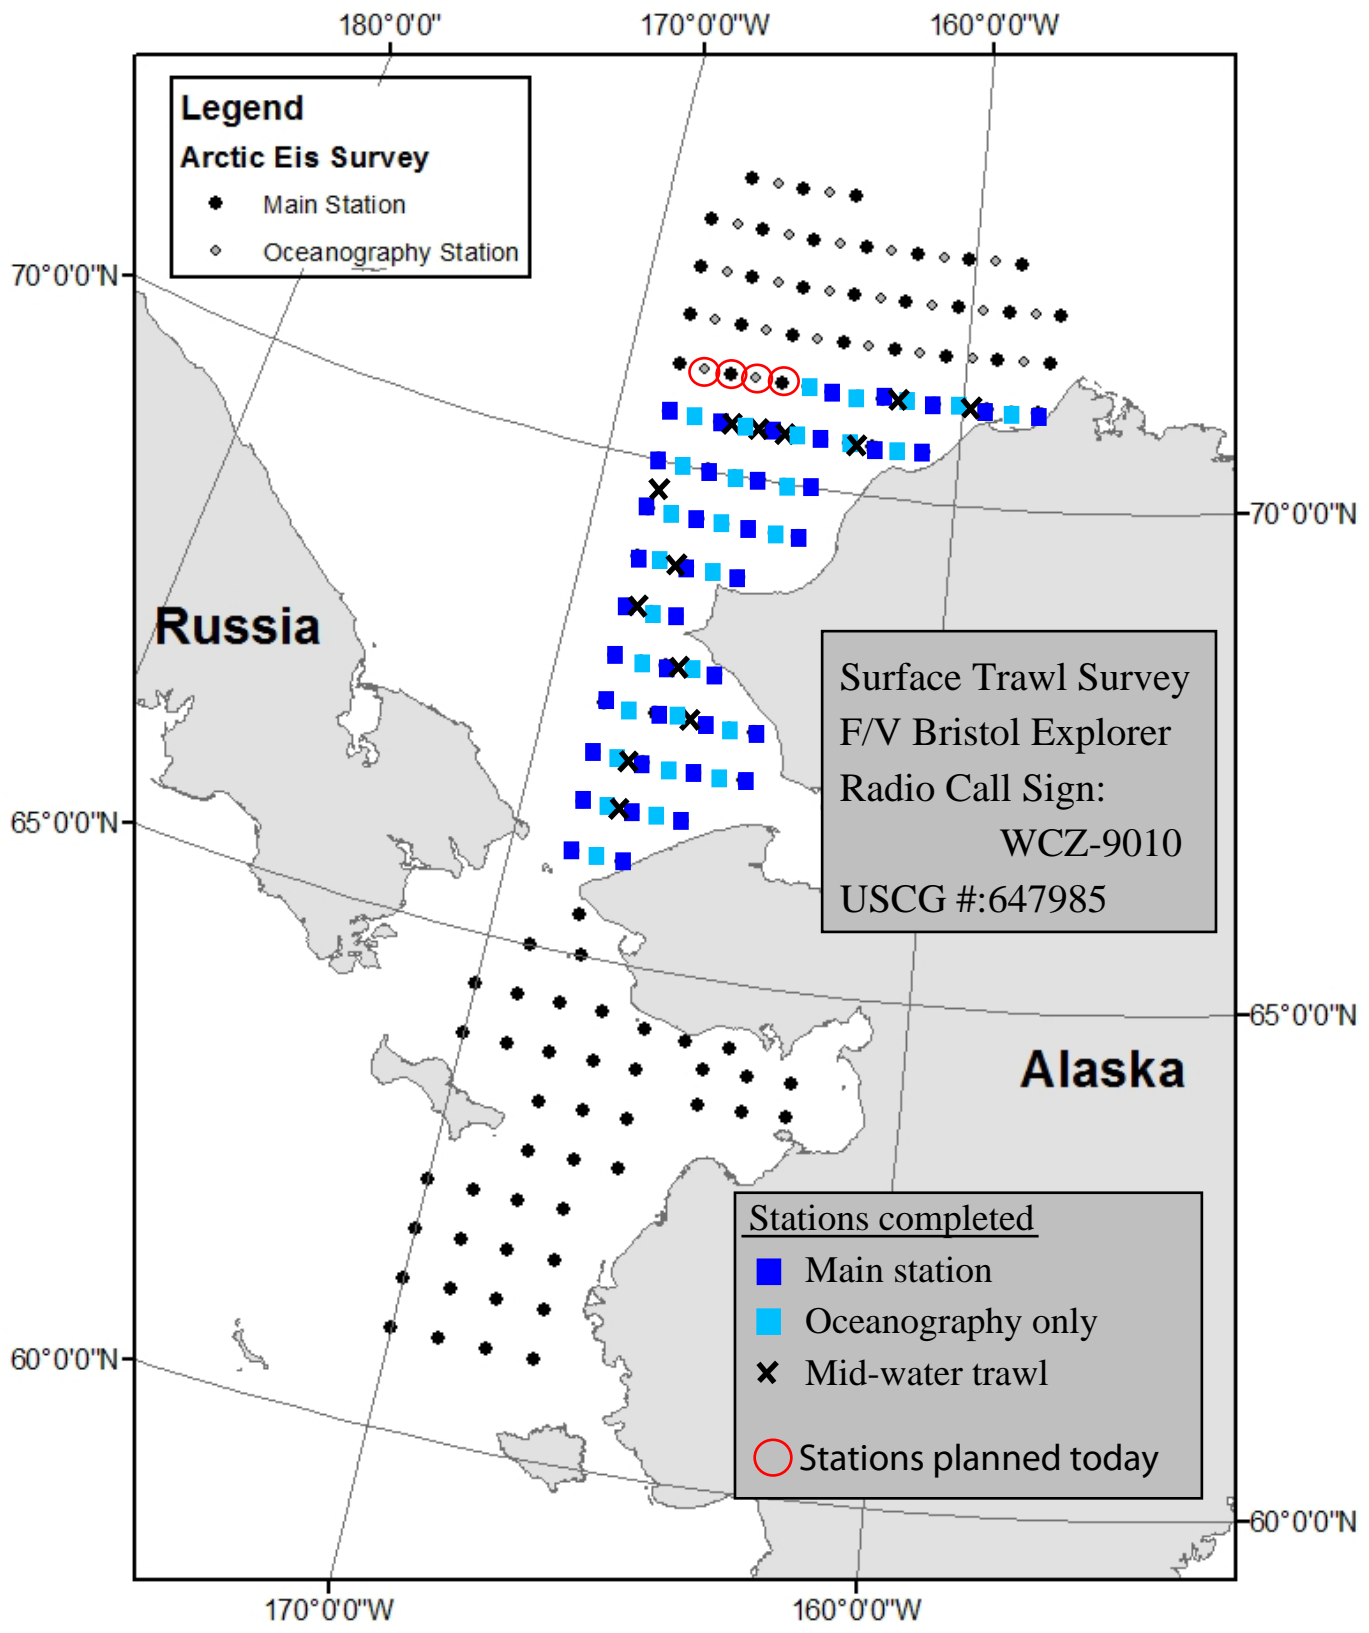 180°0'0"
170°0'0"W
160°0'0"W
Legend
Arctic Eis Survey
Main Station
Oceanography Station
70°0'0"N
70°0'0"N
Russia
Surface Trawl Survey
F/V Bristol Explorer
Radio Call Sign:
WCZ-9010
USCG #:647985
65°0'0"N
65°0'0"N
Alaska
Stations completed
Main station
Oceanography only
Mid-water trawl
Stations planned today
60°0'0"N
60°0'0"N
170°0'0"W
160°0'0"W